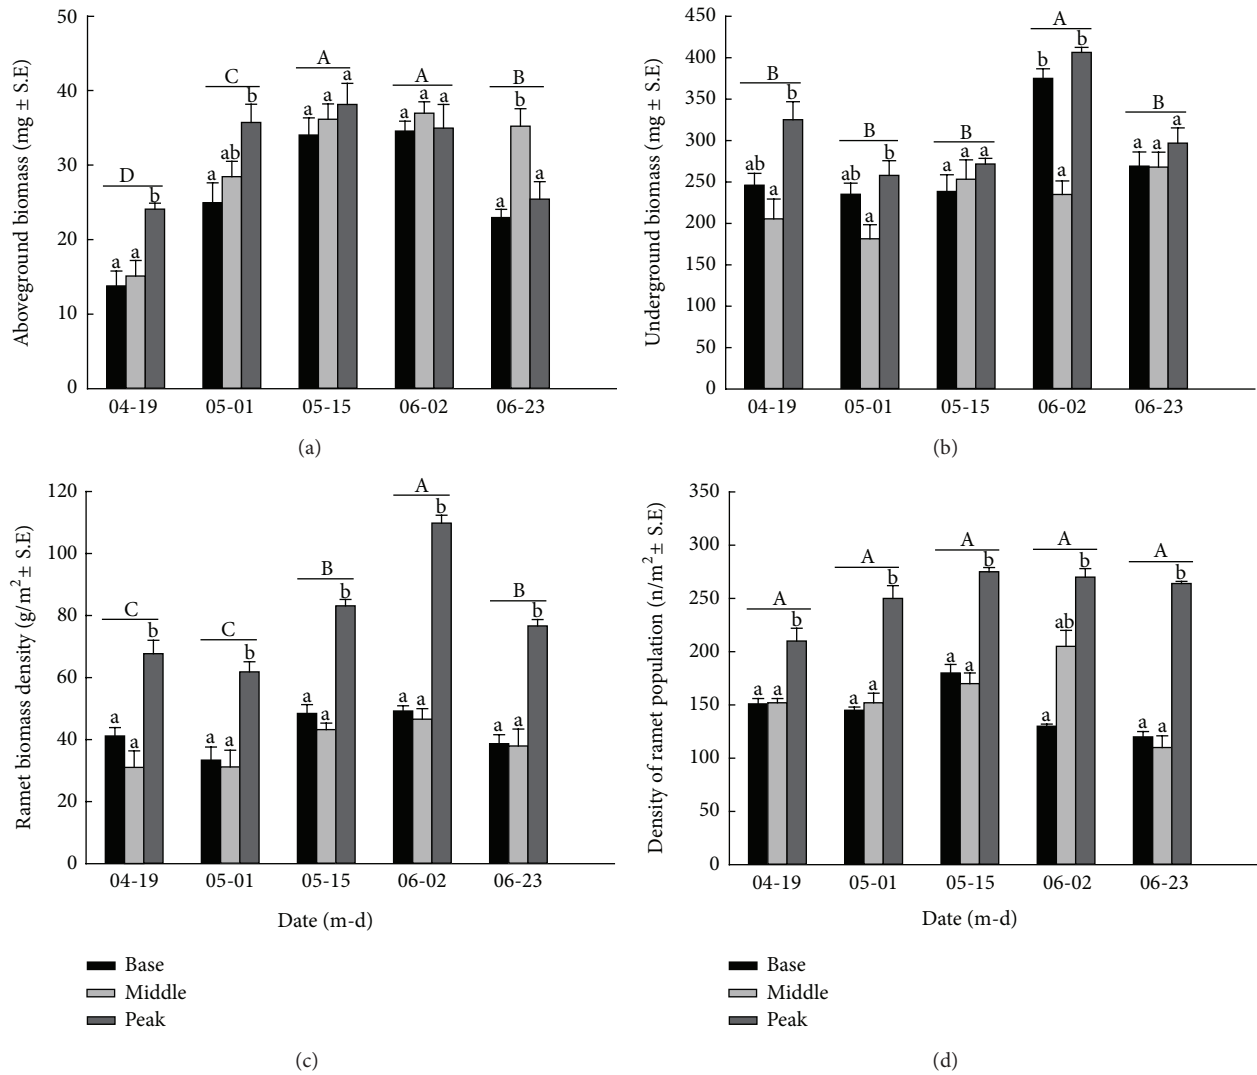 50
40
30
20
10
0
Aboveground biomass (mg ± S.E)
D
C
A
A
B
a a b
a ab b
a a a
a a a
a b a
04-19 05-01 05-15 06-02 06-23
(a)
450
400
350
300
250
200
150
100
50
0
Underground biomass (mg ± S.E)
B
B
B
A
B
ab a b
ab a b
a a a
b a b
a a a
04-19 05-01 05-15 06-02 06-23
(b)
120
100
80
60
40
20
0
Ramet biomass density (g/m² ± S.E)
C
C
B
A
B
a a b
a a b
a a b
a a b
a a b
04-19 05-01 05-15 06-02 06-23
Date (m-d)
Base
Middle
Peak
(c)
350
300
250
200
150
100
50
0
Density of ramet population (n/m² ± S.E)
A
A
A
A
A
a a b
a a b
a a b
a ab b
a a b
04-19 05-01 05-15 06-02 06-23
Date (m-d)
Base
Middle
Peak
(d)